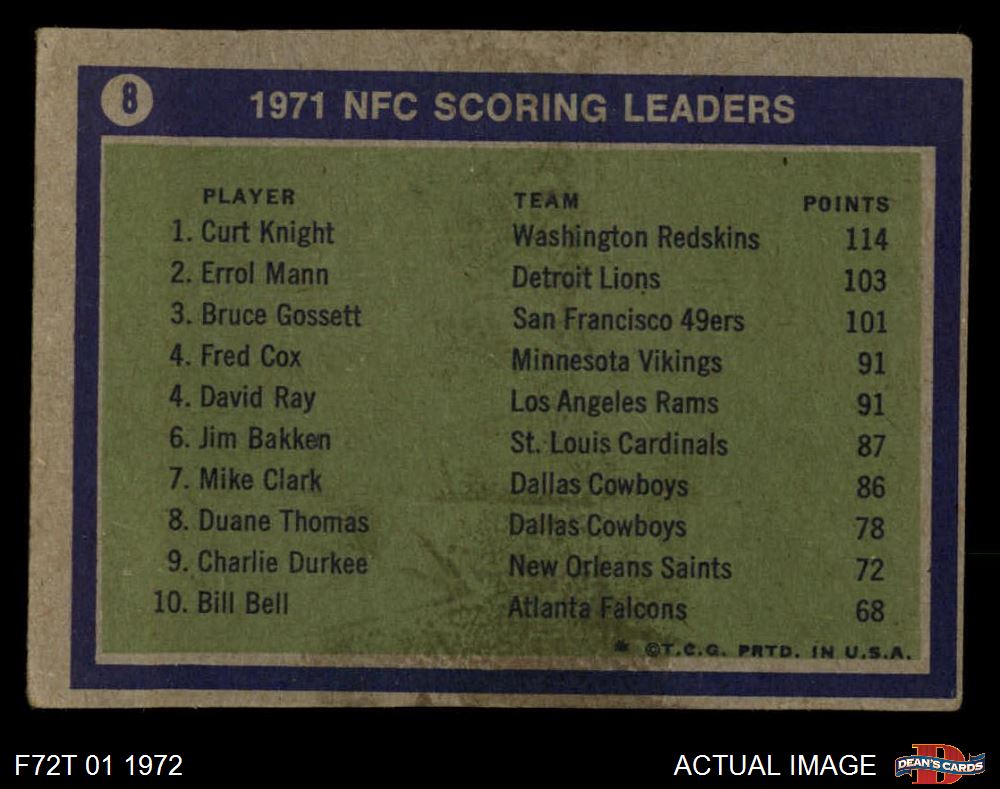 8
1971 NFC SCORING LEADERS
PLAYER TEAM POINTS
1. Curt Knight Washington Redskins 114
2. Errol Mann Detroit Lions 103
3. Bruce Gossett San Francisco 49ers 101
4. Fred Cox Minnesota Vikings 91
4. David Ray Los Angeles Rams 91
6. Jim Bakken St. Louis Cardinals 87
7. Mike Clark Dallas Cowboys 86
8. Duane Thomas Dallas Cowboys 78
9. Charlie Durkee New Orleans Saints 72
10. Bill Bell Atlanta Falcons 68
* ©T.C.G. PRTD. IN U.S.A.
F72T 01 1972 ACTUAL IMAGE
D
DEAN'S CARDS